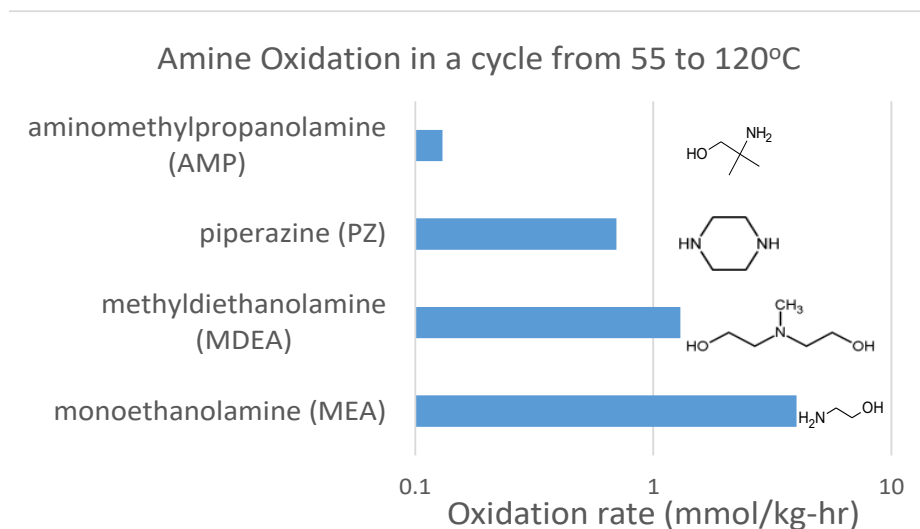 Amine Oxidation in a cycle from 55 to 120ºC
aminomethylpropanolamine
(AMP)
HO
NH₂
piperazine (PZ)
HN
NH
methyldiethanolamine
(MDEA)
CH₃
HO
N
OH
monoethanolamine (MEA)
H₂N
OH
0.1
1
10
Oxidation rate (mmol/kg-hr)